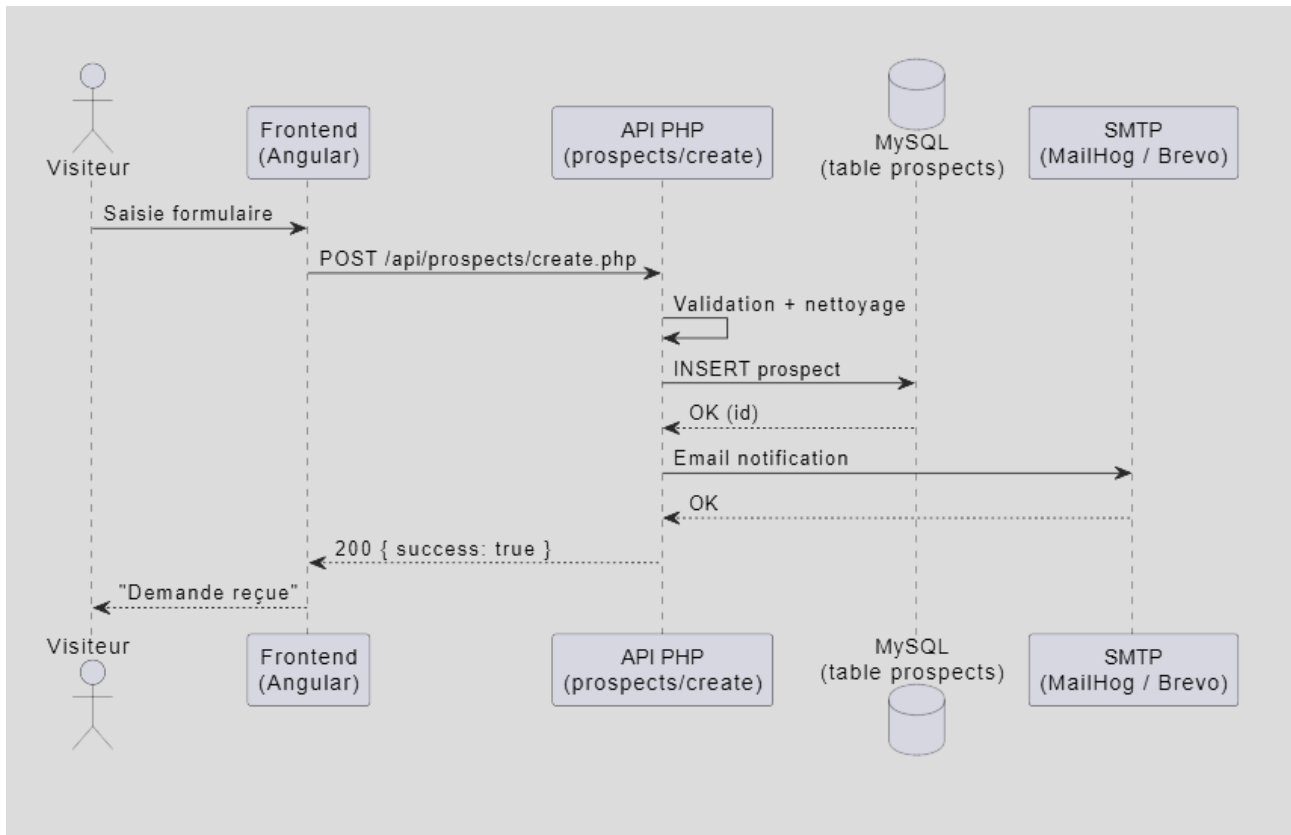 Visiteur
Frontend
(Angular)
API PHP
(prospects/create)
MySQL
(table prospects)
SMTP
(MailHog / Brevo)
Saisie formulaire
POST /api/prospects/create.php
Validation + nettoyage
INSERT prospect
OK (id)
Email notification
OK
200 { success: true }
"Demande reçue"
Visiteur
Frontend
(Angular)
API PHP
(prospects/create)
MySQL
(table prospects)
SMTP
(MailHog / Brevo)